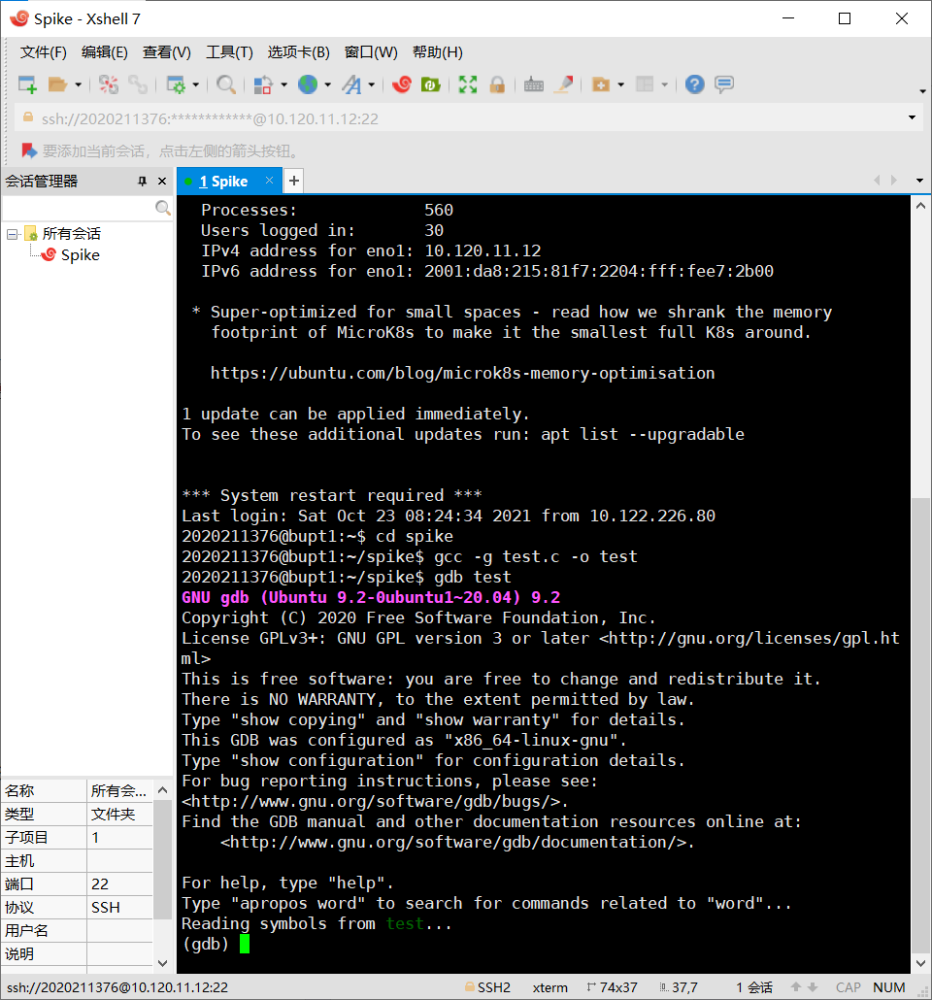 Spike - Xshell 7
文件(F) 编辑(E) 查看(V) 工具(T) 选项卡(B) 窗口(W) 帮助(H)
ssh://2020211376:************@10.120.11.12:22
要添加当前会话，点击左侧的箭头按钮。
会话管理器
所有会话
Spike
1 Spike
Processes: 560
Users logged in: 30
IPv4 address for eno1: 10.120.11.12
IPv6 address for eno1: 2001:da8:215:81f7:2204:fff:fee7:2b00
* Super-optimized for small spaces - read how we shrank the memory
footprint of MicroK8s to make it the smallest full K8s around.
https://ubuntu.com/blog/microk8s-memory-optimisation
1 update can be applied immediately.
To see these additional updates run: apt list --upgradable
*** System restart required ***
Last login: Sat Oct 23 08:24:34 2021 from 10.122.226.80
2020211376@bupt1:~$ cd spike
2020211376@bupt1:~/spike$ gcc -g test.c -o test
2020211376@bupt1:~/spike$ gdb test
GNU gdb (Ubuntu 9.2-0ubuntu1~20.04) 9.2
Copyright (C) 2020 Free Software Foundation, Inc.
License GPLv3+: GNU GPL version 3 or later <http://gnu.org/licenses/gpl.ht
ml>
This is free software: you are free to change and redistribute it.
There is NO WARRANTY, to the extent permitted by law.
Type "show copying" and "show warranty" for details.
This GDB was configured as "x86_64-linux-gnu".
Type "show configuration" for configuration details.
For bug reporting instructions, please see:
<http://www.gnu.org/software/gdb/bugs/>.
Find the GDB manual and other documentation resources online at:
<http://www.gnu.org/software/gdb/documentation/>.
For help, type "help".
Type "apropos word" to search for commands related to "word"...
Reading symbols from test...
(gdb)
名称 所有会...
类型 文件夹
子项目 1
主机
端口 22
协议 SSH
用户名
说明
ssh://2020211376@10.120.11.12:22 SSH2 xterm 74x37 37,7 1 会话 CAP NUM